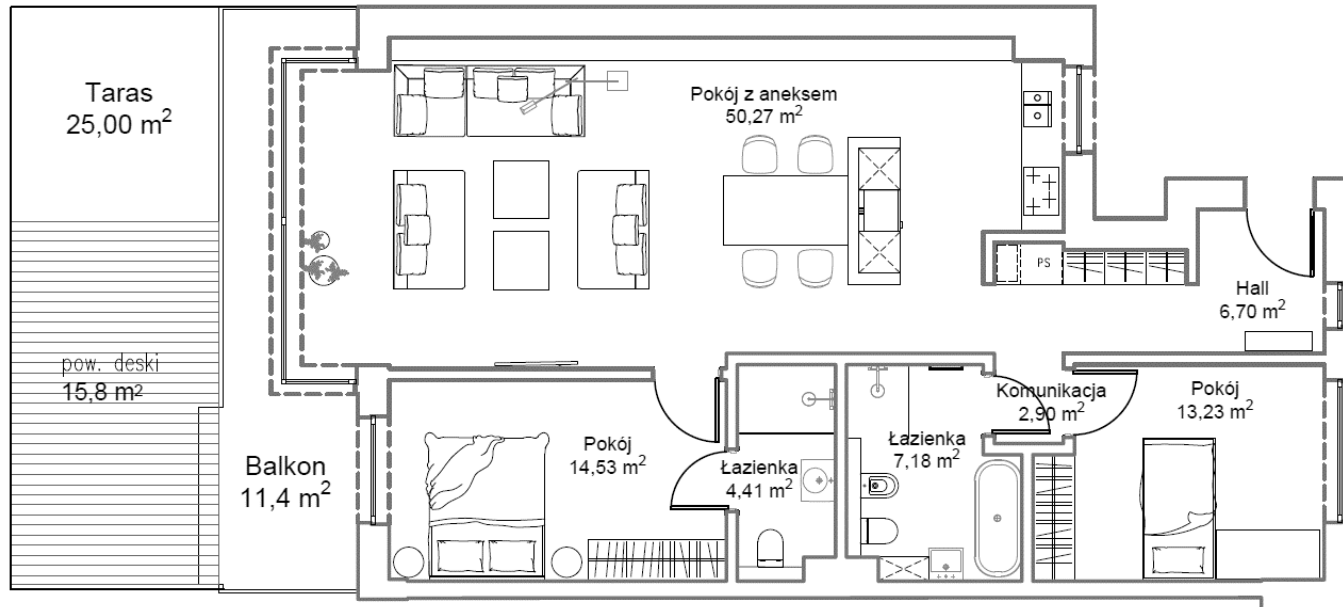 Taras
25,00 m²
pow. deski
15,8 m²
Balkon
11,4 m²
Pokój z aneksem
50,27 m²
PS
Hall
6,70 m²
Pokój
14,53 m²
Łazienka
4,41 m²
Łazienka
7,18 m²
Komunikacja
2,90 m²
Pokój
13,23 m²